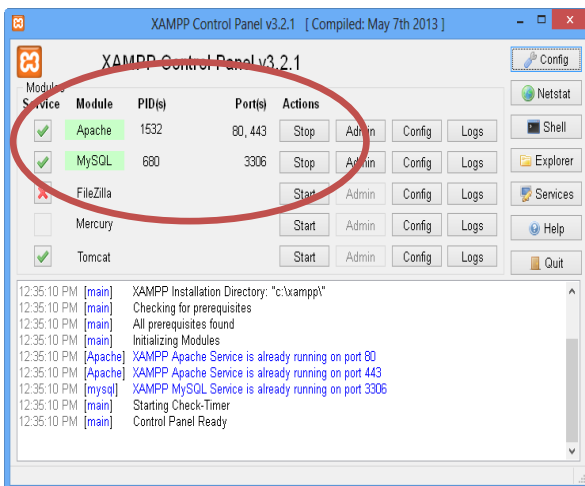 XAMPP Control Panel v3.2.1 [ Compiled: May 7th 2013 ]
XAMPP Control Panel v3.2.1
Modules
Service Module PID(s) Port(s) Actions
Apache 1532 80, 443 Stop Admin Config Logs
MySQL 680 3306 Stop Admin Config Logs
FileZilla Start Admin Config Logs
Mercury Start Admin Config Logs
Tomcat Start Admin Config Logs
Config
Netstat
Shell
Explorer
Services
Help
Quit
12:35:10 PM [main] XAMPP Installation Directory: "c:\xampp\"
12:35:10 PM [main] Checking for prerequisites
12:35:10 PM [main] All prerequisites found
12:35:10 PM [main] Initializing Modules
12:35:10 PM [Apache] XAMPP Apache Service is already running on port 80
12:35:10 PM [Apache] XAMPP Apache Service is already running on port 443
12:35:10 PM [mysql] XAMPP MySQL Service is already running on port 3306
12:35:10 PM [main] Starting Check-Timer
12:35:10 PM [main] Control Panel Ready